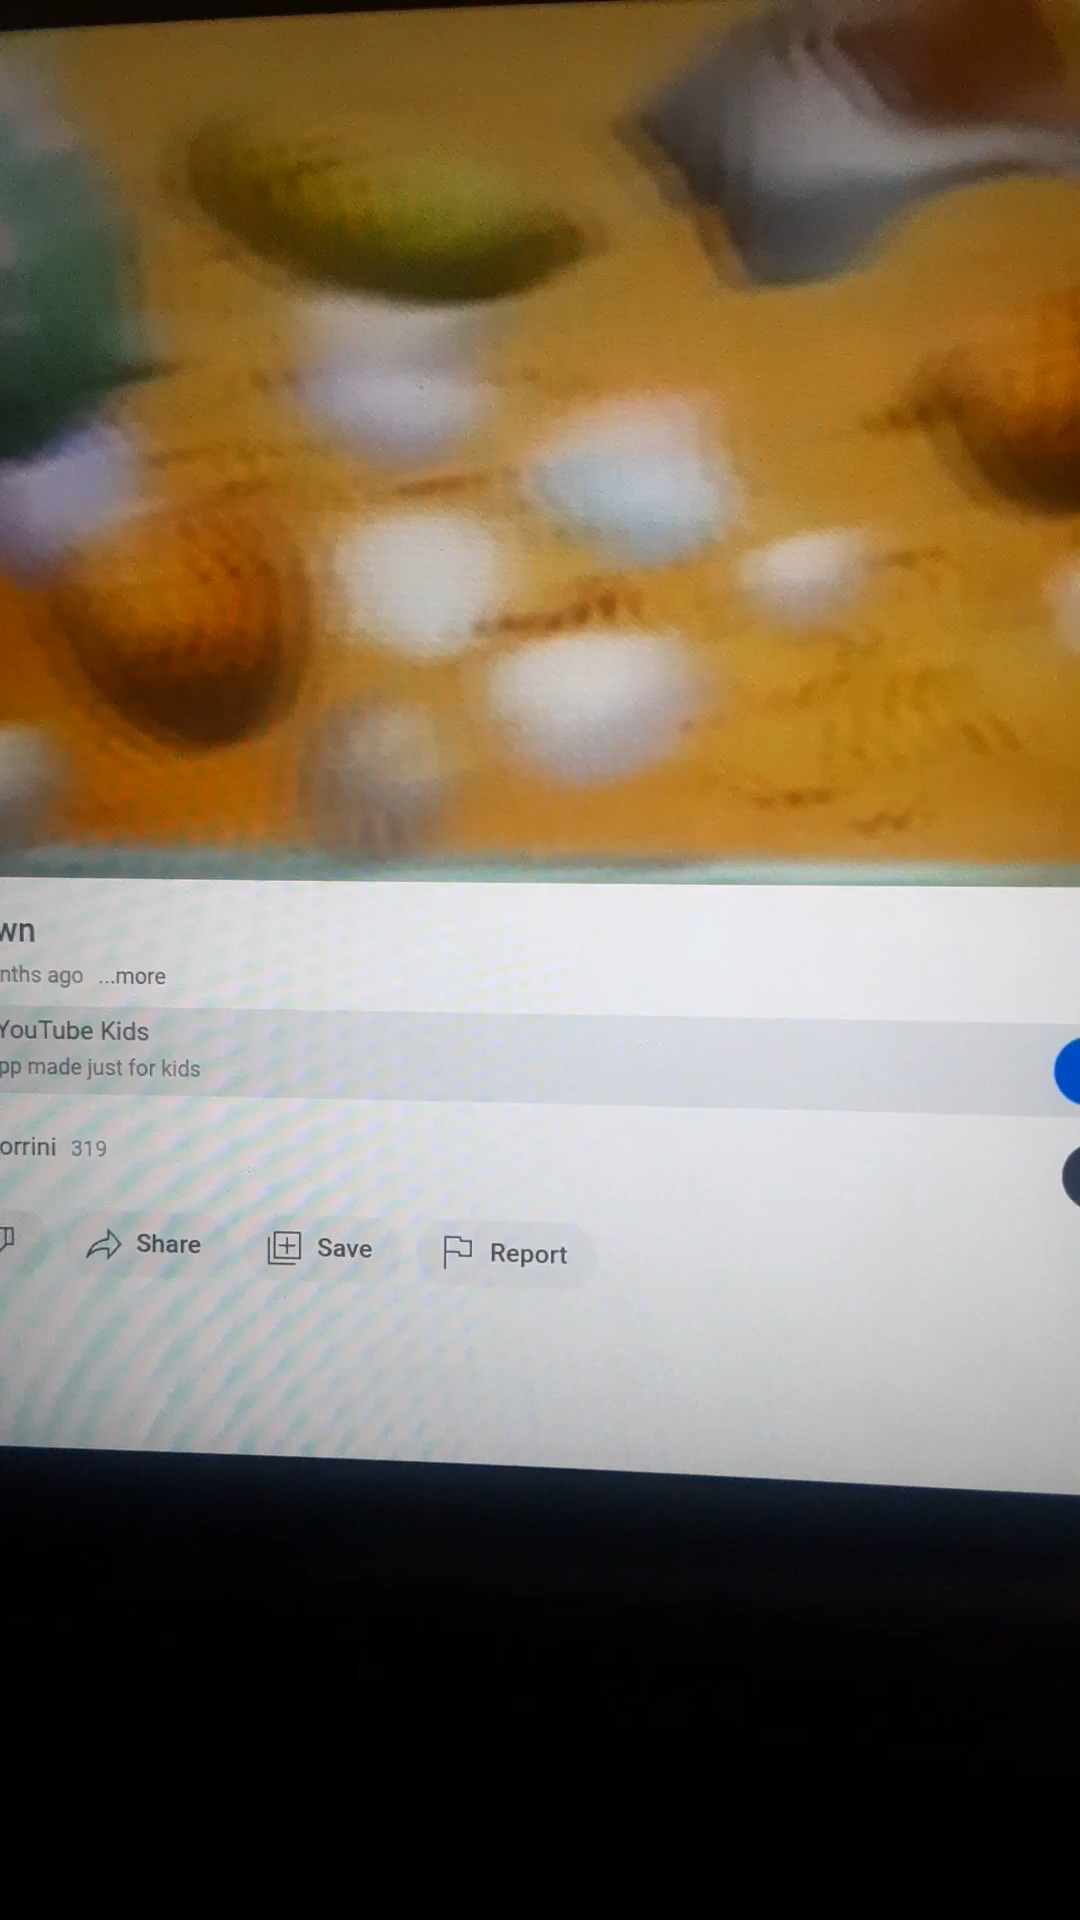 wn
nths ago ...more
YouTube Kids
pp made just for kids
orrini 319
Share Save Report